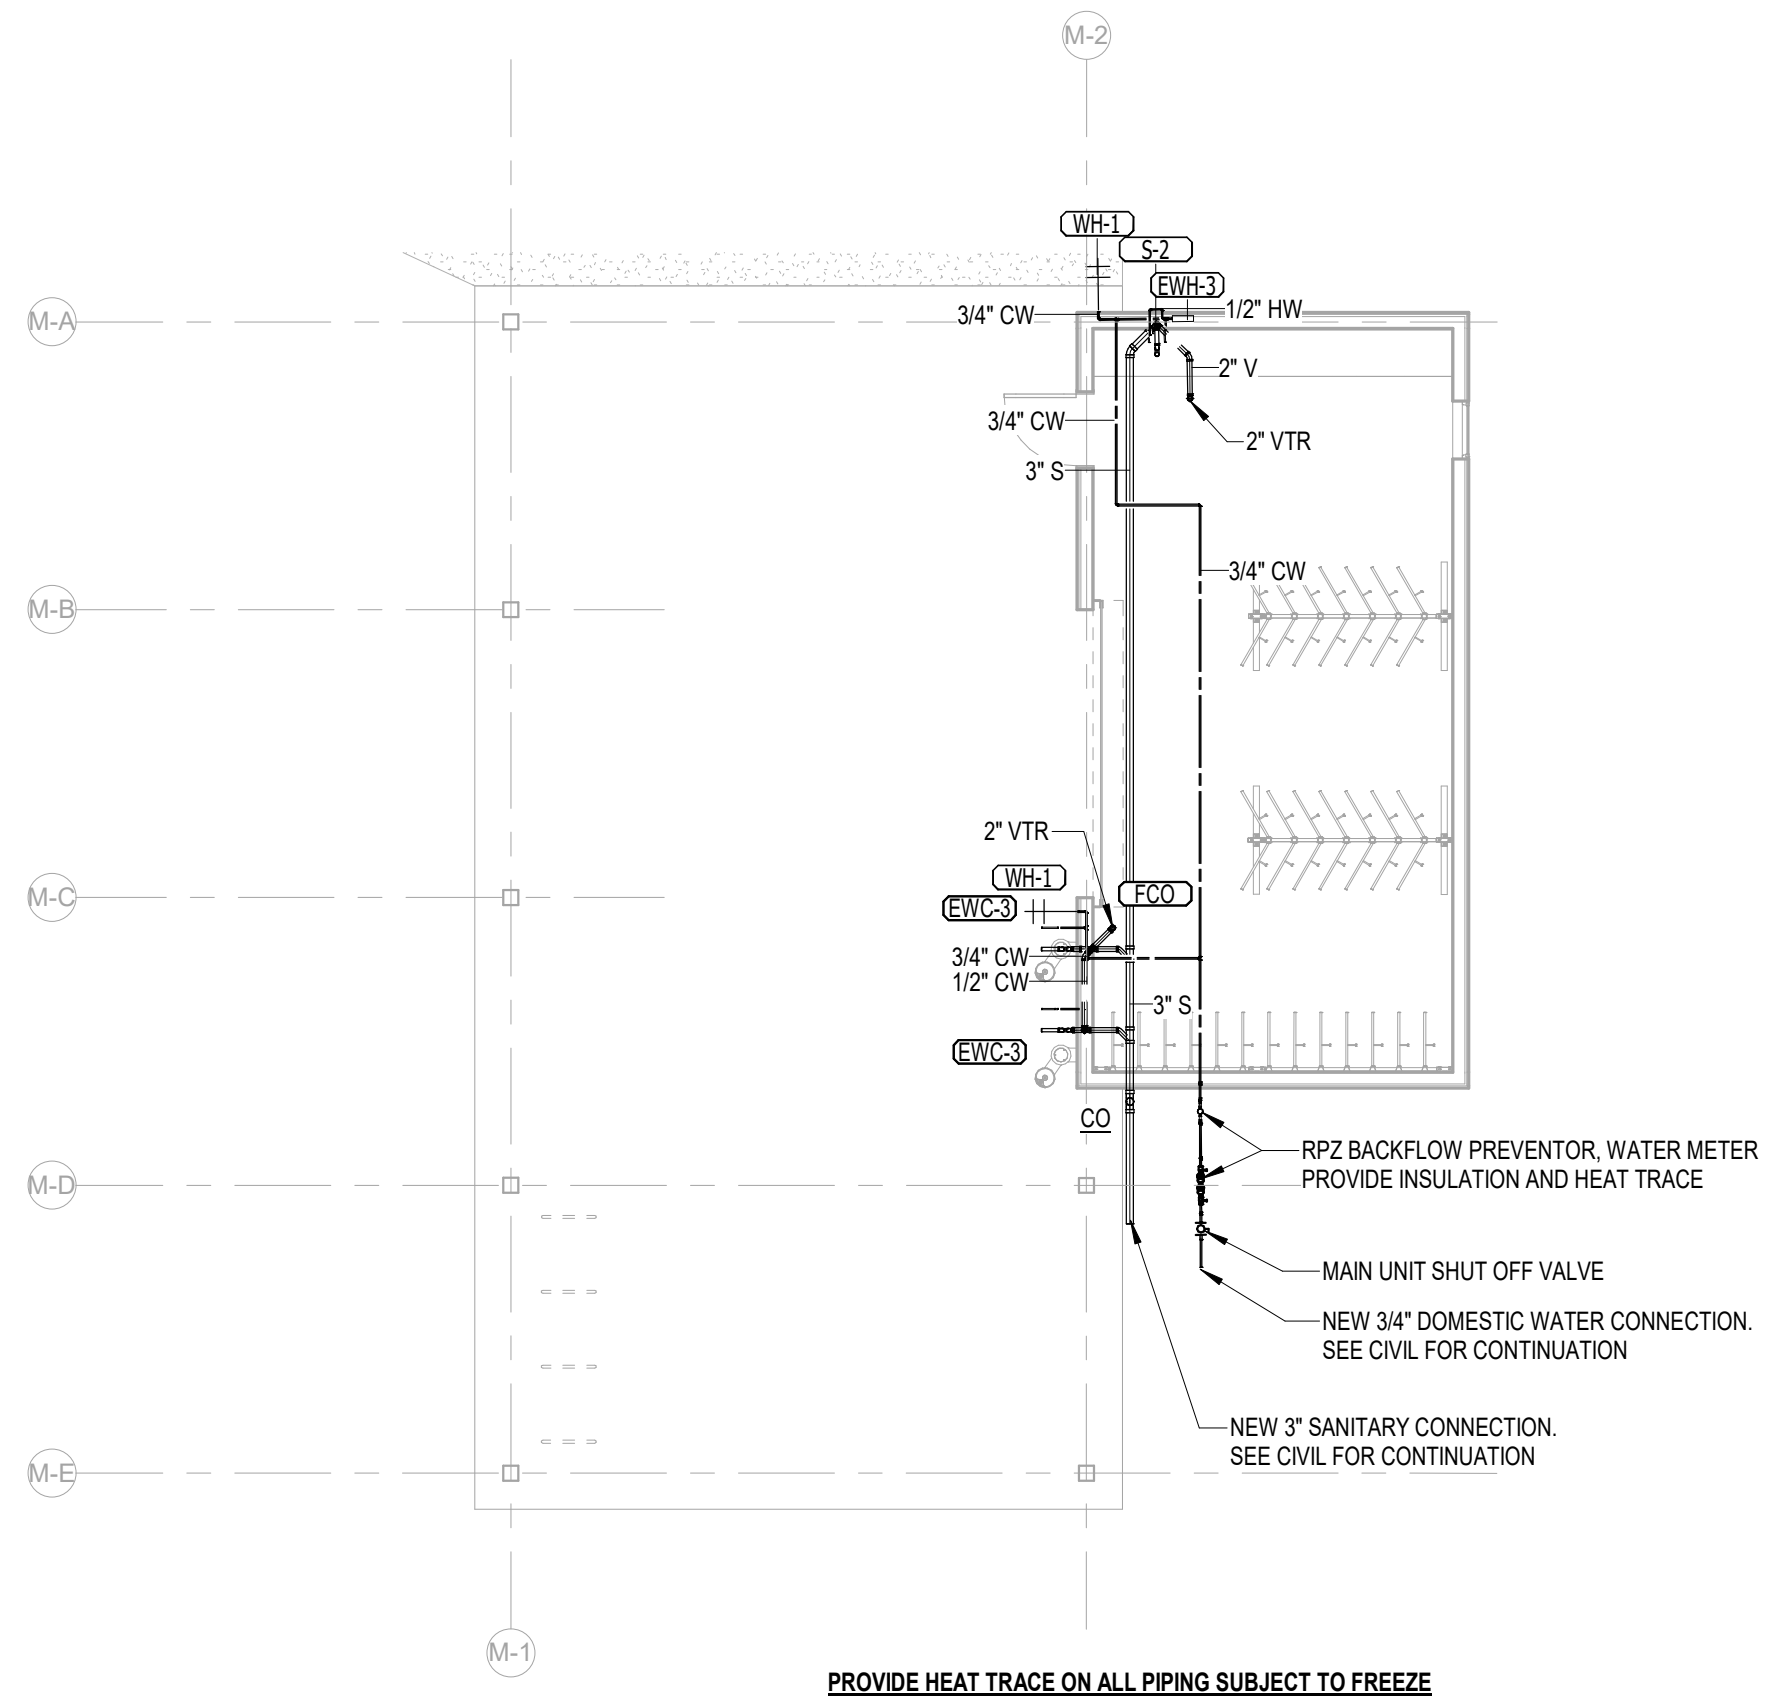 M-2
WH-1
S-2
EWH-3
M-A
3/4" CW
1/2" HW
2" V
3/4" CW
2" VTR
3" S
3/4" CW
M-B
2" VTR
WH-1
FCO
M-C
EWC-3
3/4" CW
1/2" CW
3" S
EWC-3
CO
RPZ BACKFLOW PREVENTOR, WATER METER
PROVIDE INSULATION AND HEAT TRACE
M-D
MAIN UNIT SHUT OFF VALVE
NEW 3/4" DOMESTIC WATER CONNECTION.
SEE CIVIL FOR CONTINUATION
NEW 3" SANITARY CONNECTION.
SEE CIVIL FOR CONTINUATION
M-E
M-1
PROVIDE HEAT TRACE ON ALL PIPING SUBJECT TO FREEZE